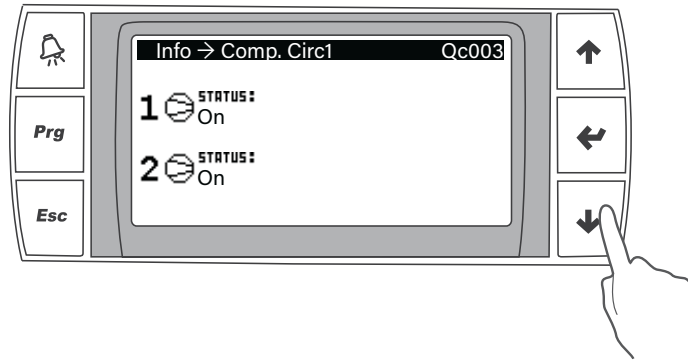 Info → Comp. Circ1 Qc003
1 STATUS:
On
2 STATUS:
On
Prg
Esc